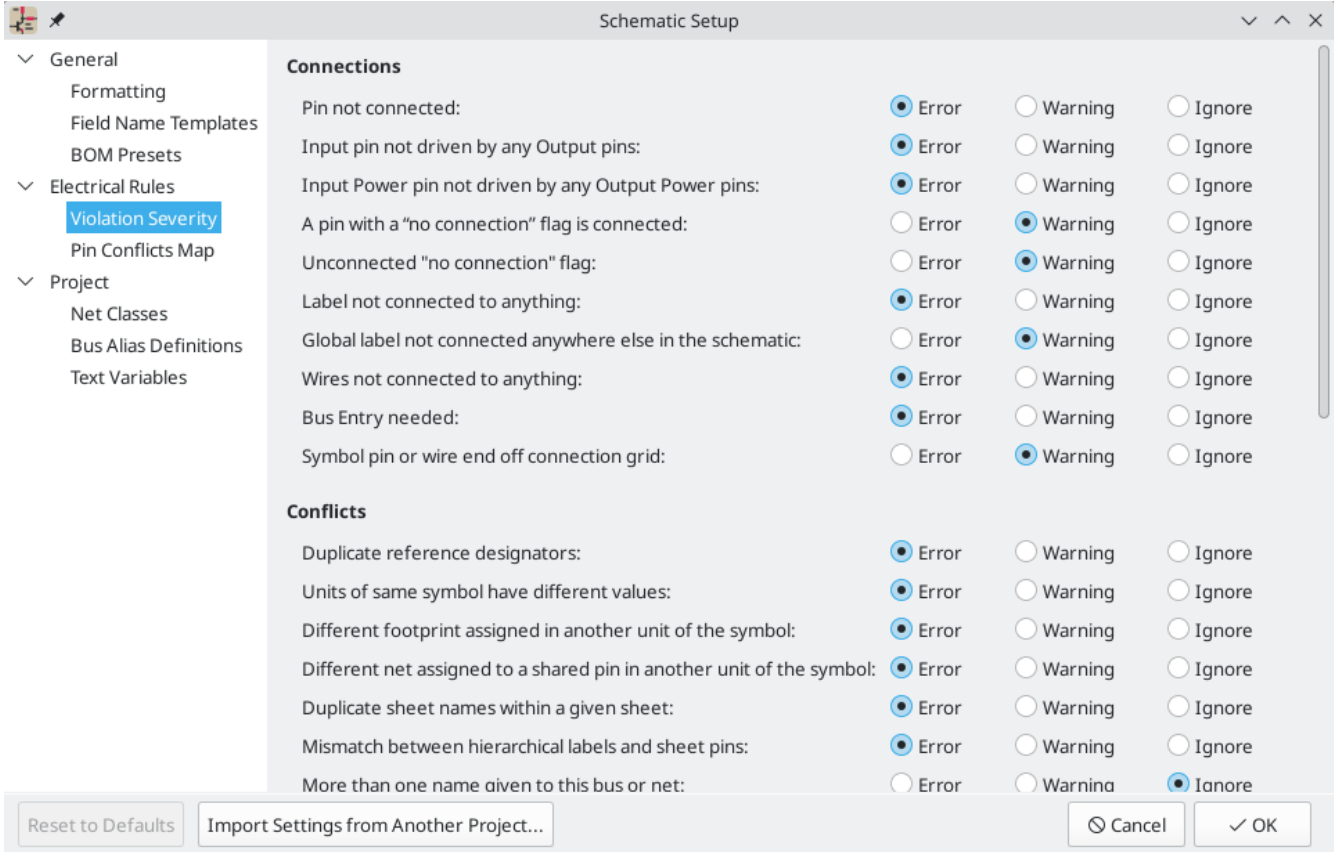 Schematic Setup
General
Formatting
Field Name Templates
BOM Presets
Electrical Rules
Violation Severity
Pin Conflicts Map
Project
Net Classes
Bus Alias Definitions
Text Variables
Connections
Pin not connected: Error Warning Ignore
Input pin not driven by any Output pins: Error Warning Ignore
Input Power pin not driven by any Output Power pins: Error Warning Ignore
A pin with a “no connection” flag is connected: Error Warning Ignore
Unconnected "no connection" flag: Error Warning Ignore
Label not connected to anything: Error Warning Ignore
Global label not connected anywhere else in the schematic: Error Warning Ignore
Wires not connected to anything: Error Warning Ignore
Bus Entry needed: Error Warning Ignore
Symbol pin or wire end off connection grid: Error Warning Ignore
Conflicts
Duplicate reference designators: Error Warning Ignore
Units of same symbol have different values: Error Warning Ignore
Different footprint assigned in another unit of the symbol: Error Warning Ignore
Different net assigned to a shared pin in another unit of the symbol: Error Warning Ignore
Duplicate sheet names within a given sheet: Error Warning Ignore
Mismatch between hierarchical labels and sheet pins: Error Warning Ignore
More than one name given to this bus or net: Error Warning Ignore
Reset to Defaults Import Settings from Another Project... Cancel OK